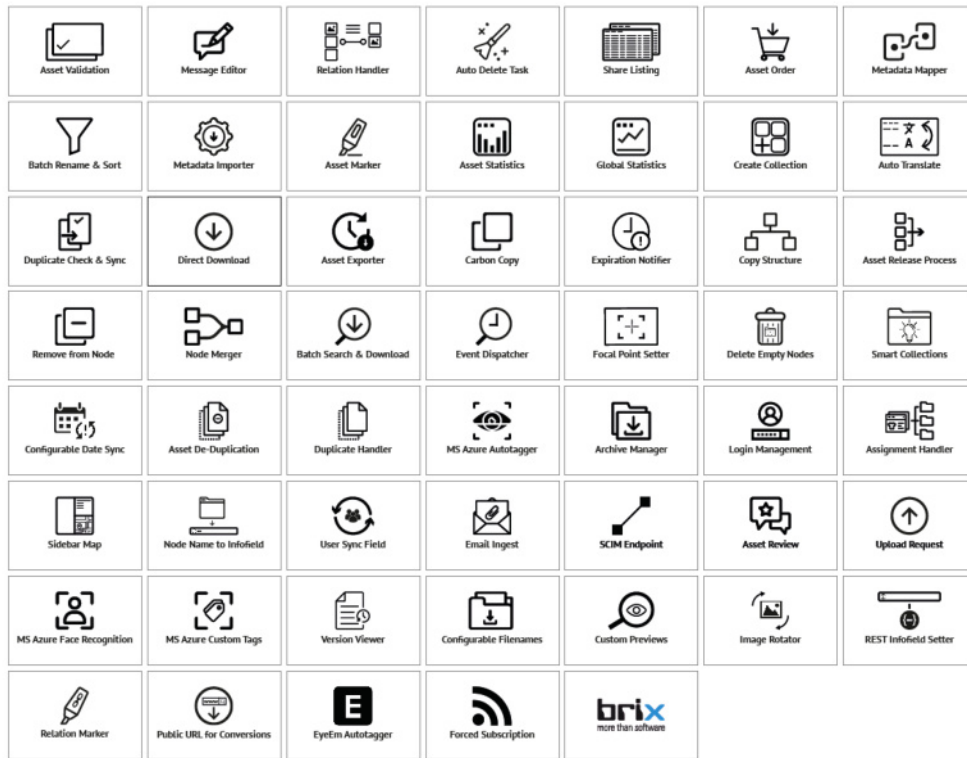 Asset Validation
Message Editor
Relation Handler
Auto Delete Task
Share Listing
Asset Order
Metadata Mapper
Batch Rename & Sort
Metadata Importer
Asset Marker
Asset Statistics
Global Statistics
Create Collection
Auto Translate
Duplicate Check & Sync
Direct Download
Asset Exporter
Carbon Copy
Expiration Notifier
Copy Structure
Asset Release Process
Remove from Node
Node Merger
Batch Search & Download
Event Dispatcher
Focal Point Setter
Delete Empty Nodes
Smart Collections
Configurable Date Sync
Asset De-Duplication
Duplicate Handler
MS Azure Autotagger
Archive Manager
Login Management
Assignment Handler
Sidebar Map
Node Name to Infofield
User Sync Field
Email Ingest
SCIM Endpoint
Asset Review
Upload Request
MS Azure Face Recognition
MS Azure Custom Tags
Version Viewer
Configurable Filenames
Custom Previews
Image Rotator
REST Infofield Setter
Relation Marker
Public URL for Conversions
E
EyeEm Autotagger
Forced Subscription
brix
more than software